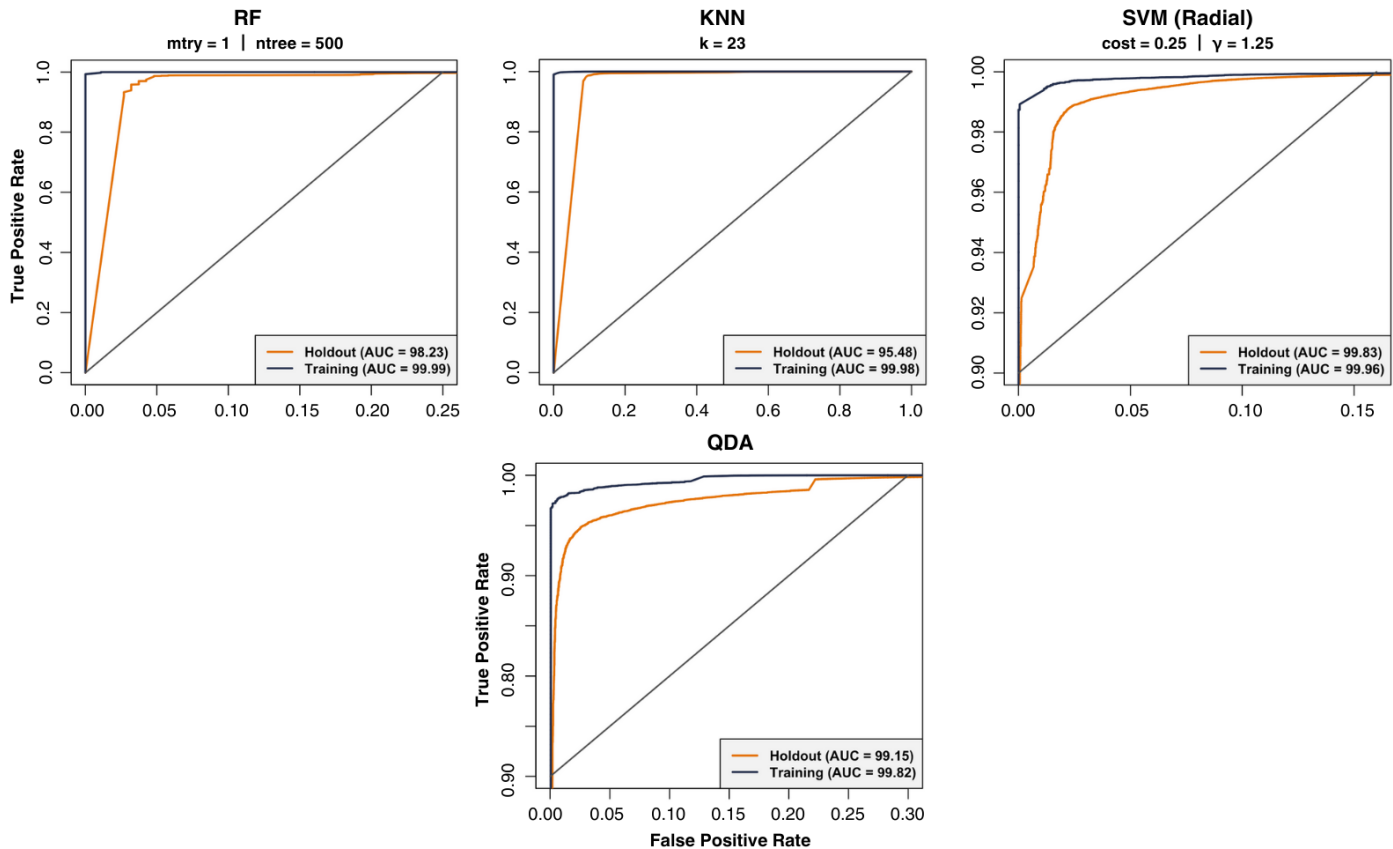 RF
mtry = 1 | ntree = 500
True Positive Rate
1.0
0.8
0.6
0.4
0.2
0.0
Holdout (AUC = 98.23)
Training (AUC = 99.99)
0.00 0.05 0.10 0.15 0.20 0.25
KNN
k = 23
1.0
0.8
0.6
0.4
0.2
0.0
Holdout (AUC = 95.48)
Training (AUC = 99.98)
0.0 0.2 0.4 0.6 0.8 1.0
SVM (Radial)
cost = 0.25 | γ = 1.25
1.00
0.98
0.96
0.94
0.92
0.90
Holdout (AUC = 99.83)
Training (AUC = 99.96)
0.00 0.05 0.10 0.15
QDA
True Positive Rate
1.00
0.90
0.80
0.90
Holdout (AUC = 99.15)
Training (AUC = 99.82)
0.00 0.05 0.10 0.15 0.20 0.25 0.30
False Positive Rate